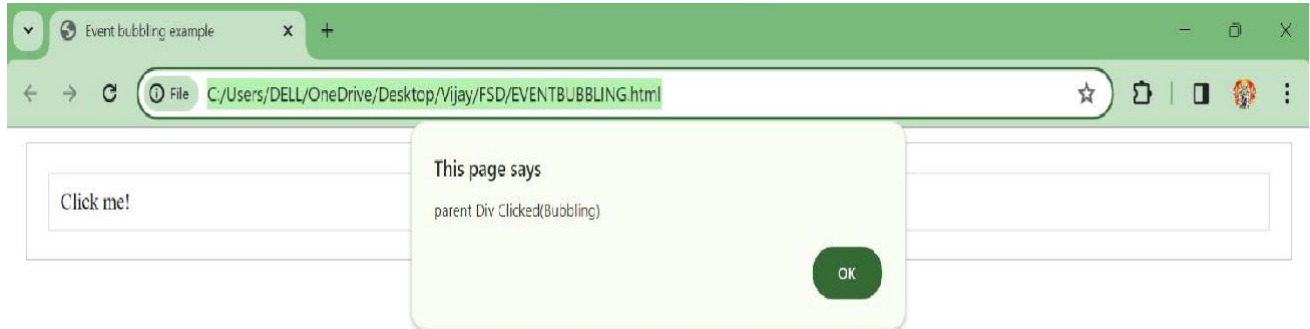 Event bubbling example
File C:/Users/DELL/OneDrive/Desktop/Vijay/FSD/EVENTBUBBLING.html
This page says
parent Div Clicked(Bubbling)
Click me!
OK